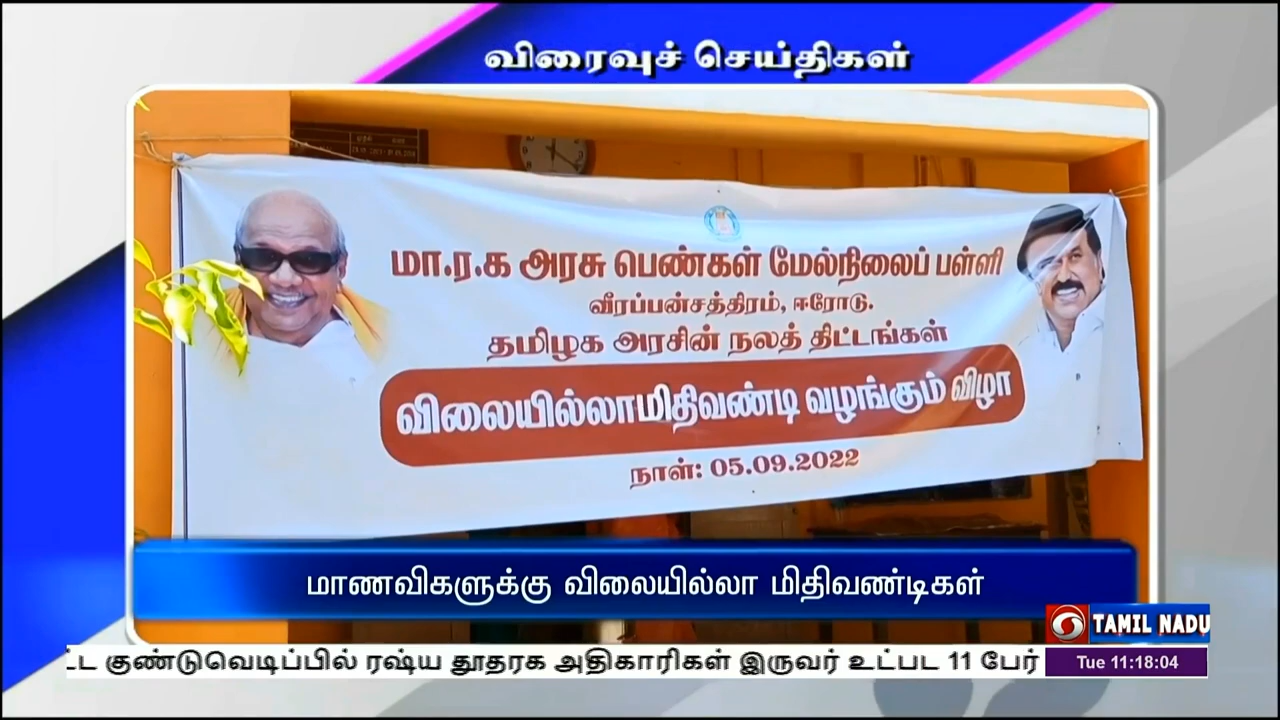 விரைவுச் செய்திகள்
மா.ர.க அரசு பெண்கள் மேல்நிலைப் பள்ளி
வீரப்பன்சத்திரம், ஈரோடு.
தமிழக அரசின் நலத் திட்டங்கள்
விலையில்லாமிதிவண்டி வழங்கும் விழா
நாள்: 05.09.2022
மாணவிகளுக்கு விலையில்லா மிதிவண்டிகள்
TAMIL NADU
குண்டுவெடிப்பில் ரஷ்ய தூதரக அதிகாரிகள் இருவர் உட்பட 11 பேர்
Tue 11:18:04